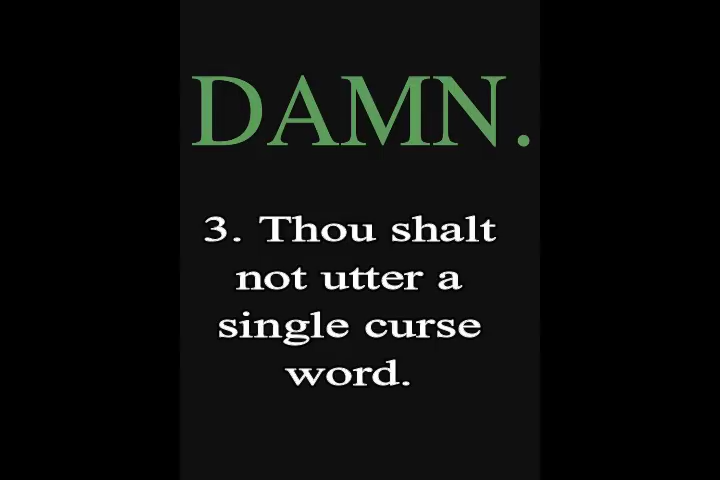 DAMN.
3. Thou shalt
not utter a
single curse
word.